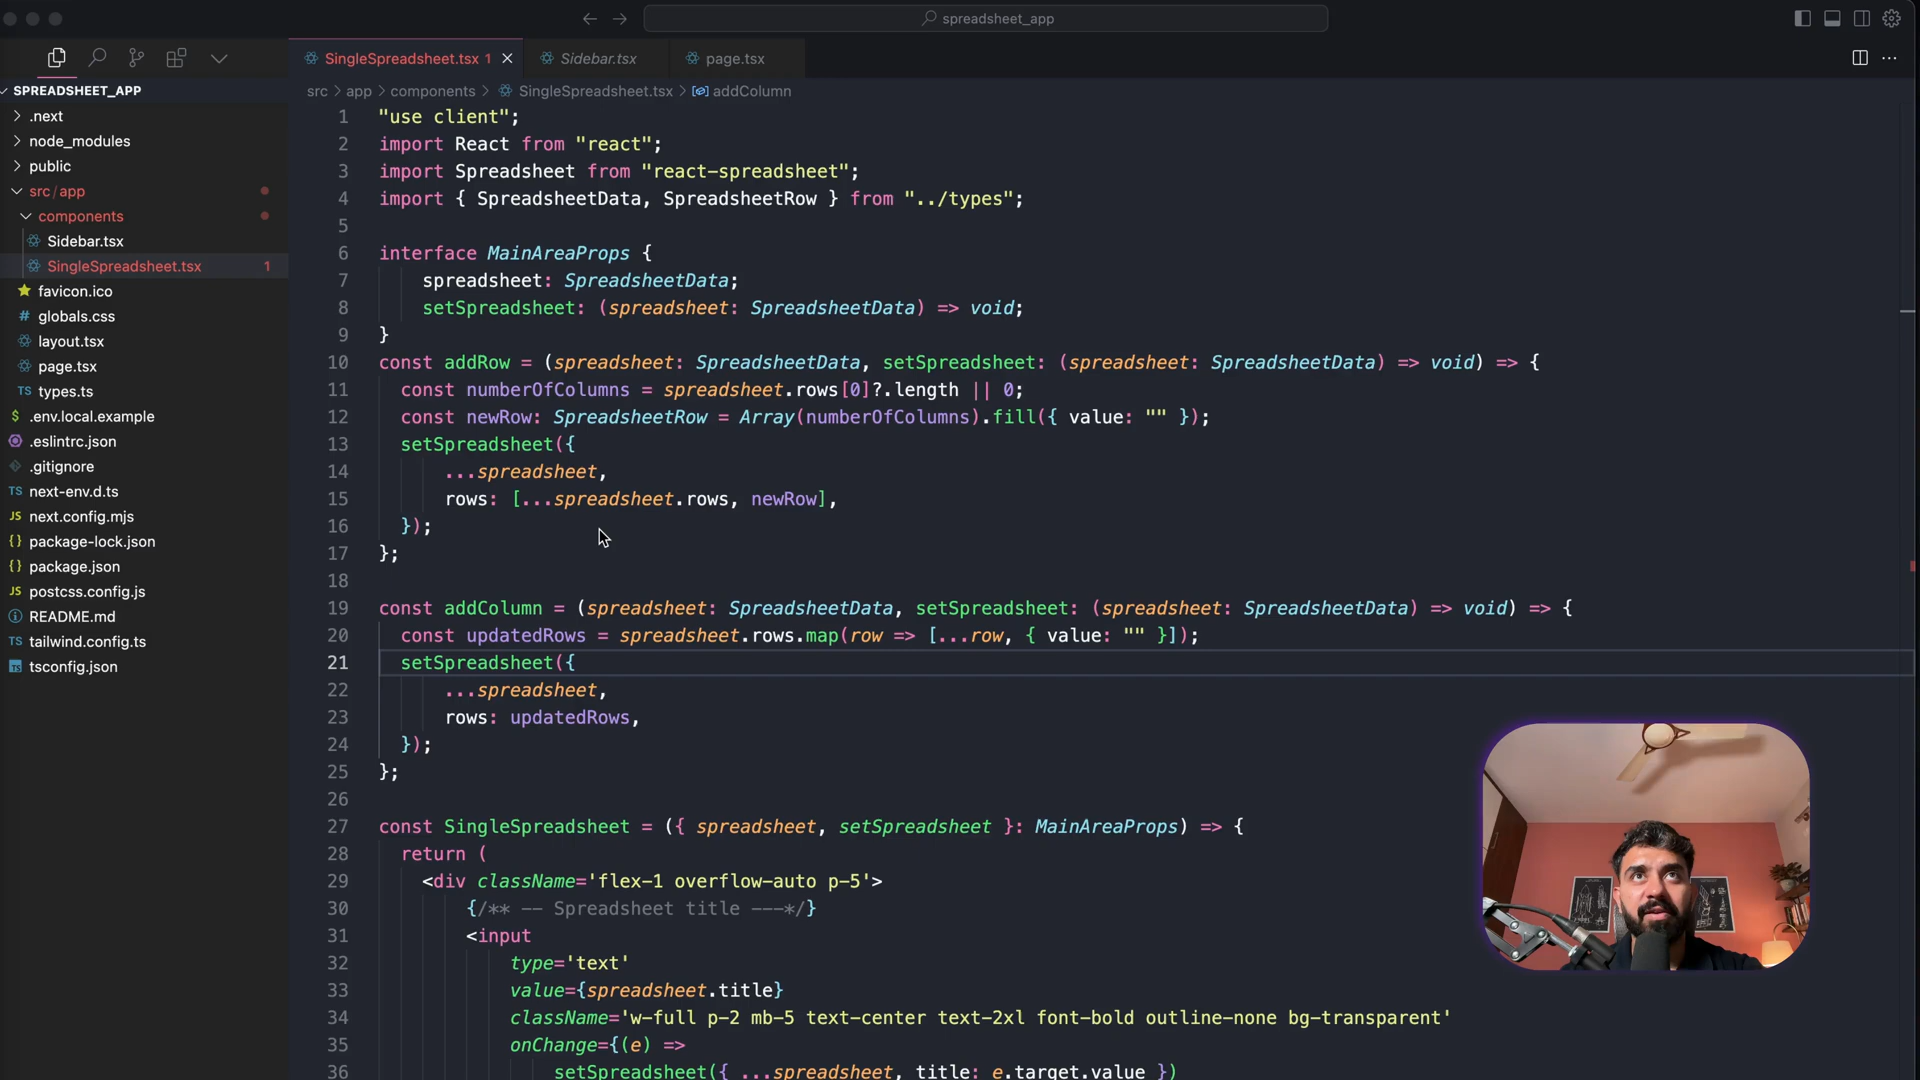 spreadsheet_app
SingleSpreadsheet.tsx 1
Sidebar.tsx
page.tsx
SPREADSHEET_APP
src > app > components > SingleSpreadsheet.tsx > addColumn
.next
node_modules
public
src/app
components
Sidebar.tsx
SingleSpreadsheet.tsx 1
favicon.ico
# globals.css
layout.tsx
page.tsx
TS types.ts
$ .env.local.example
.eslintrc.json
.gitignore
TS next-env.d.ts
JS next.config.mjs
{} package-lock.json
{} package.json
JS postcss.config.js
README.md
TS tailwind.config.ts
tsconfig.json
1 "use client";
2 import React from "react";
3 import Spreadsheet from "react-spreadsheet";
4 import { SpreadsheetData, SpreadsheetRow } from "../types";
5
6 interface MainAreaProps {
7 spreadsheet: SpreadsheetData;
8 setSpreadsheet: (spreadsheet: SpreadsheetData) => void;
9 }
10 const addRow = (spreadsheet: SpreadsheetData, setSpreadsheet: (spreadsheet: SpreadsheetData) => void) => {
11 const numberOfColumns = spreadsheet.rows[0]?.length || 0;
12 const newRow: SpreadsheetRow = Array(numberOfColumns).fill({ value: "" });
13 setSpreadsheet({
14 ...spreadsheet,
15 rows: [...spreadsheet.rows, newRow],
16 });
17 };
18
19 const addColumn = (spreadsheet: SpreadsheetData, setSpreadsheet: (spreadsheet: SpreadsheetData) => void) => {
20 const updatedRows = spreadsheet.rows.map(row => [...row, { value: "" }]);
21 setSpreadsheet({
22 ...spreadsheet,
23 rows: updatedRows,
24 });
25 };
26
27 const SingleSpreadsheet = ({ spreadsheet, setSpreadsheet }: MainAreaProps) => {
28 return (
29 <div className='flex-1 overflow-auto p-5'>
30 {/** -- Spreadsheet title ---*/}
31 <input
32 type='text'
33 value={spreadsheet.title}
34 className='w-full p-2 mb-5 text-center text-2xl font-bold outline-none bg-transparent'
35 onChange={(e) =>
36 setSpreadsheet({ ...spreadsheet, title: e.target.value })